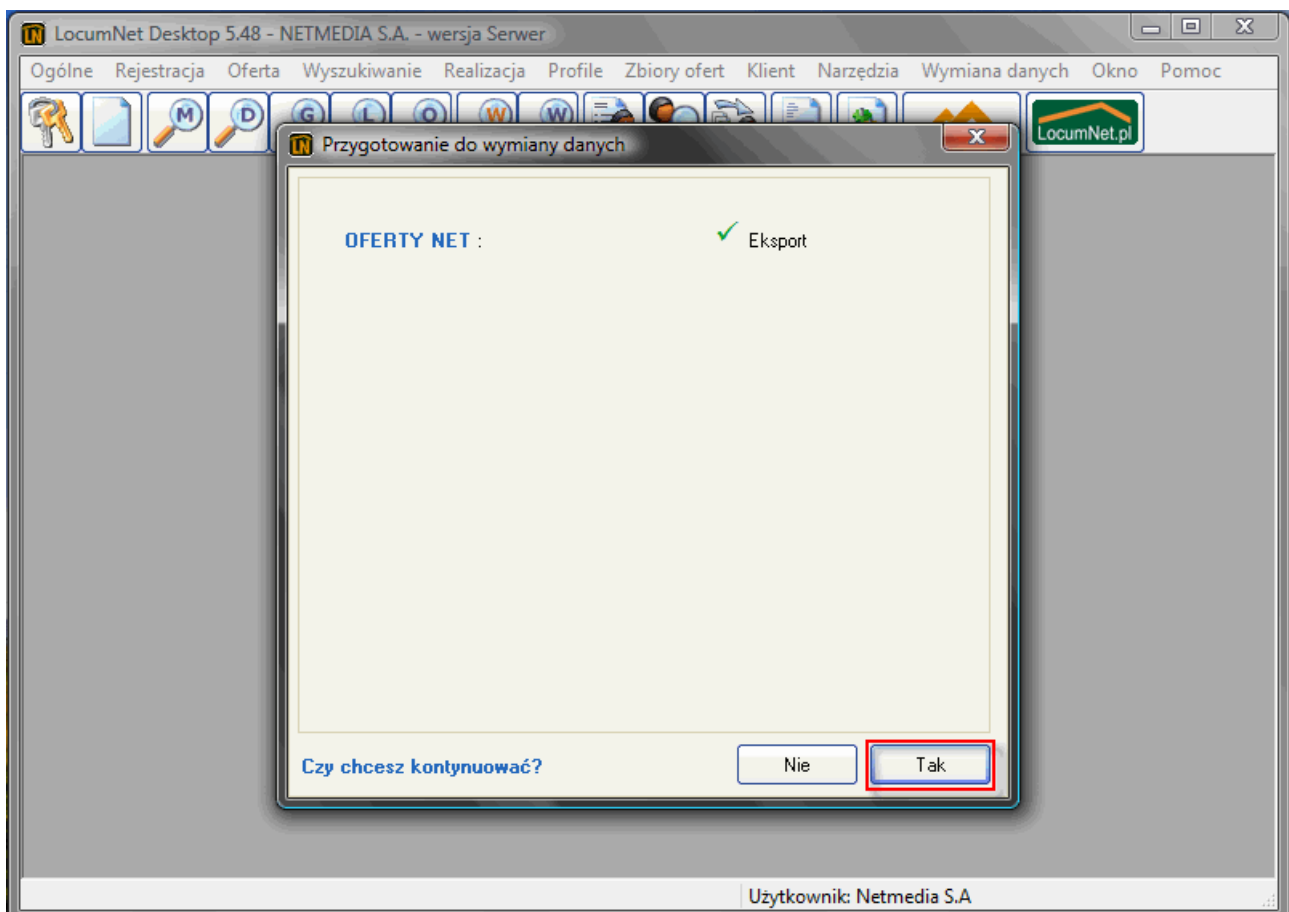 LocumNet Desktop 5.48 - NETMEDIA S.A. - wersja Serwer
Ogólne Rejestracja Oferta Wyszukiwanie Realizacja Profile Zbiory ofert Klient Narzędzia Wymiana danych Okno Pomoc
M D G L O W W LocumNet.pl
LN Przygotowanie do wymiany danych
OFERTY NET : Eksport
Czy chcesz kontynuować? Nie Tak
Użytkownik: Netmedia S.A